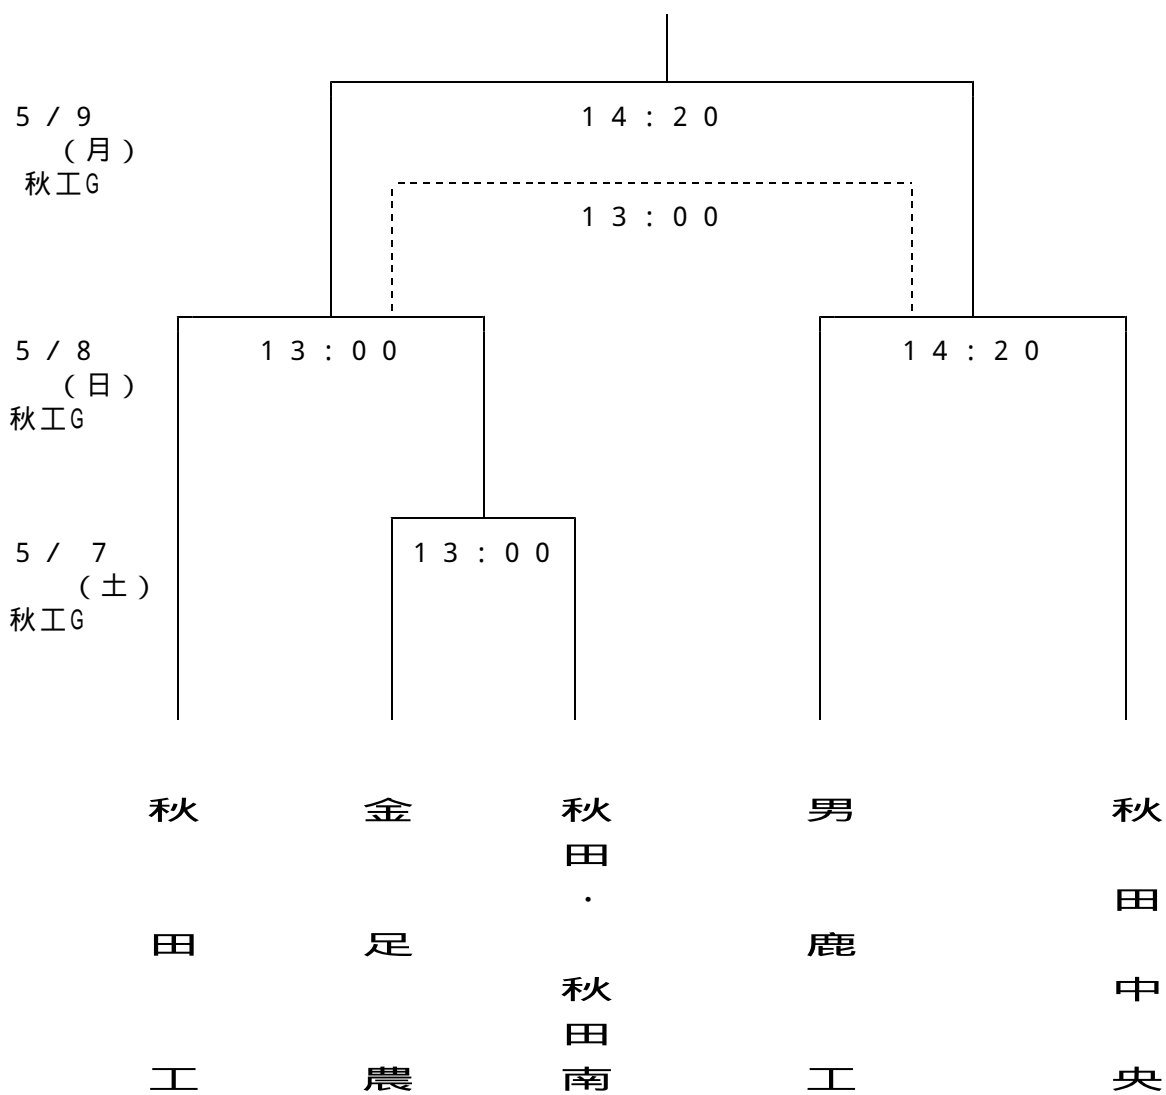 5/9
14:20
(月)
秋工G
13:00
5/8
13:00
14:20
(日)
秋工G
5/ 7
13:00
(土)
秋工G
秋田工
金足農
秋田・秋田南
男鹿工
秋田中央